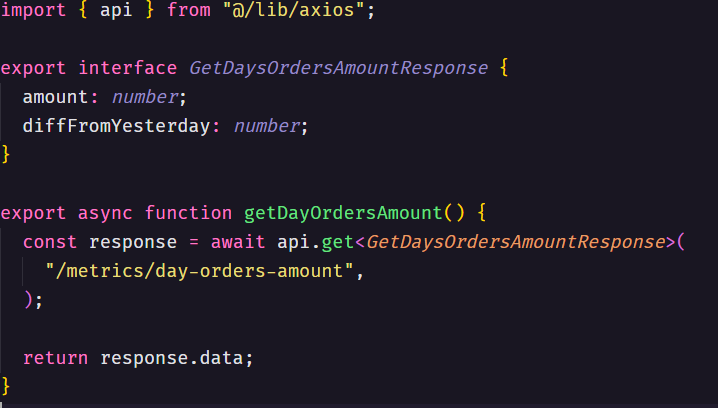 import { api } from "@/lib/axios";
export interface GetDaysOrdersAmountResponse {
amount: number;
diffFromYesterday: number;
}
export async function getDayOrdersAmount() {
const response = await api.get<GetDaysOrdersAmountResponse>(
"/metrics/day-orders-amount",
);
return response.data;
}